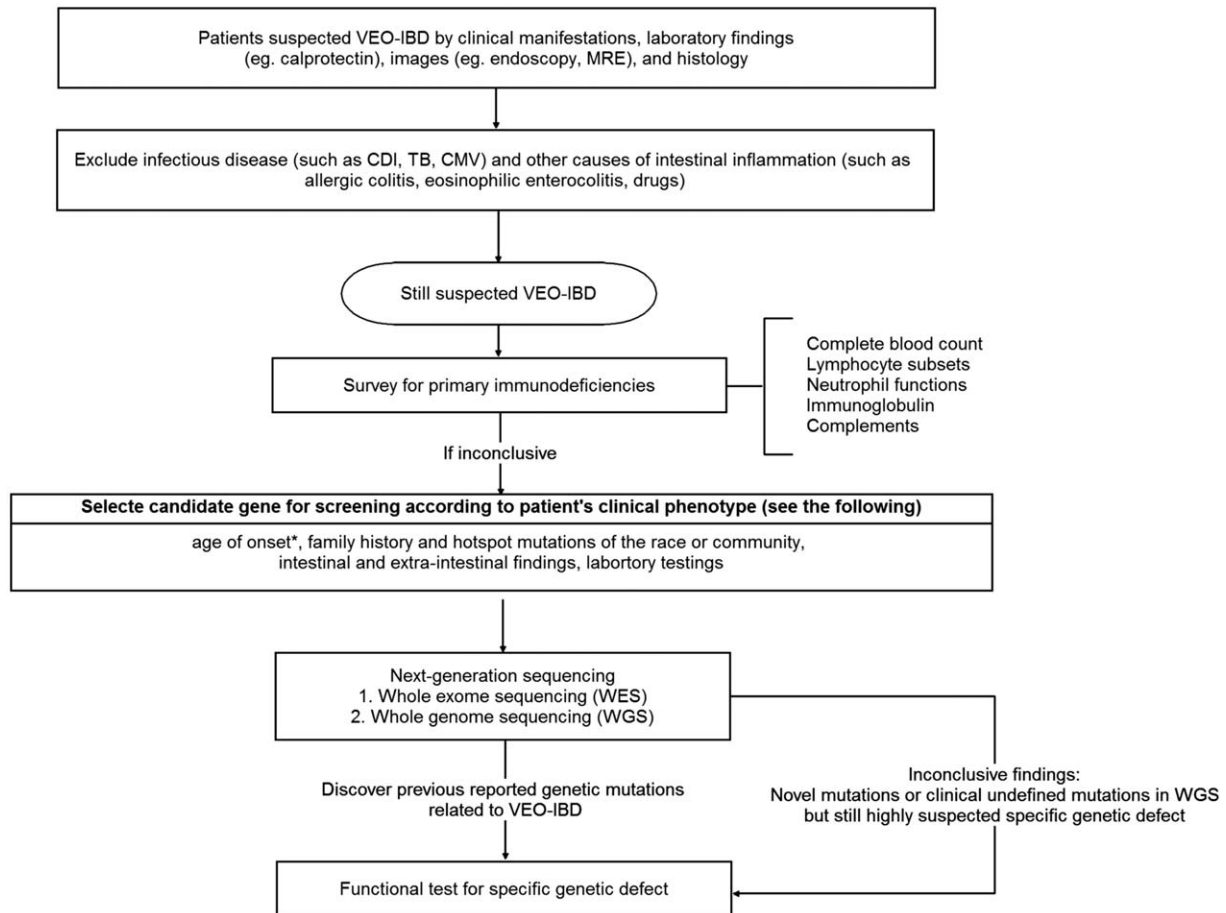 Patients suspected VEO-IBD by clinical manifestations, laboratory findings
(eg. calprotectin), images (eg. endoscopy, MRE), and histology
Exclude infectious disease (such as CDI, TB, CMV) and other causes of intestinal inflammation (such as
allergic colitis, eosinophilic enterocolitis, drugs)
Still suspected VEO-IBD
Survey for primary immunodeficiencies
Complete blood count
Lymphocyte subsets
Neutrophil functions
Immunoglobulin
Complements
If inconclusive
Selecte candidate gene for screening according to patient's clinical phenotype (see the following)
age of onset*, family history and hotspot mutations of the race or community,
intestinal and extra-intestinal findings, labortory testings
Next-generation sequencing
1. Whole exome sequencing (WES)
2. Whole genome sequencing (WGS)
Discover previous reported genetic mutations
related to VEO-IBD
Inconclusive findings:
Novel mutations or clinical undefined mutations in WGS
but still highly suspected specific genetic defect
Functional test for specific genetic defect